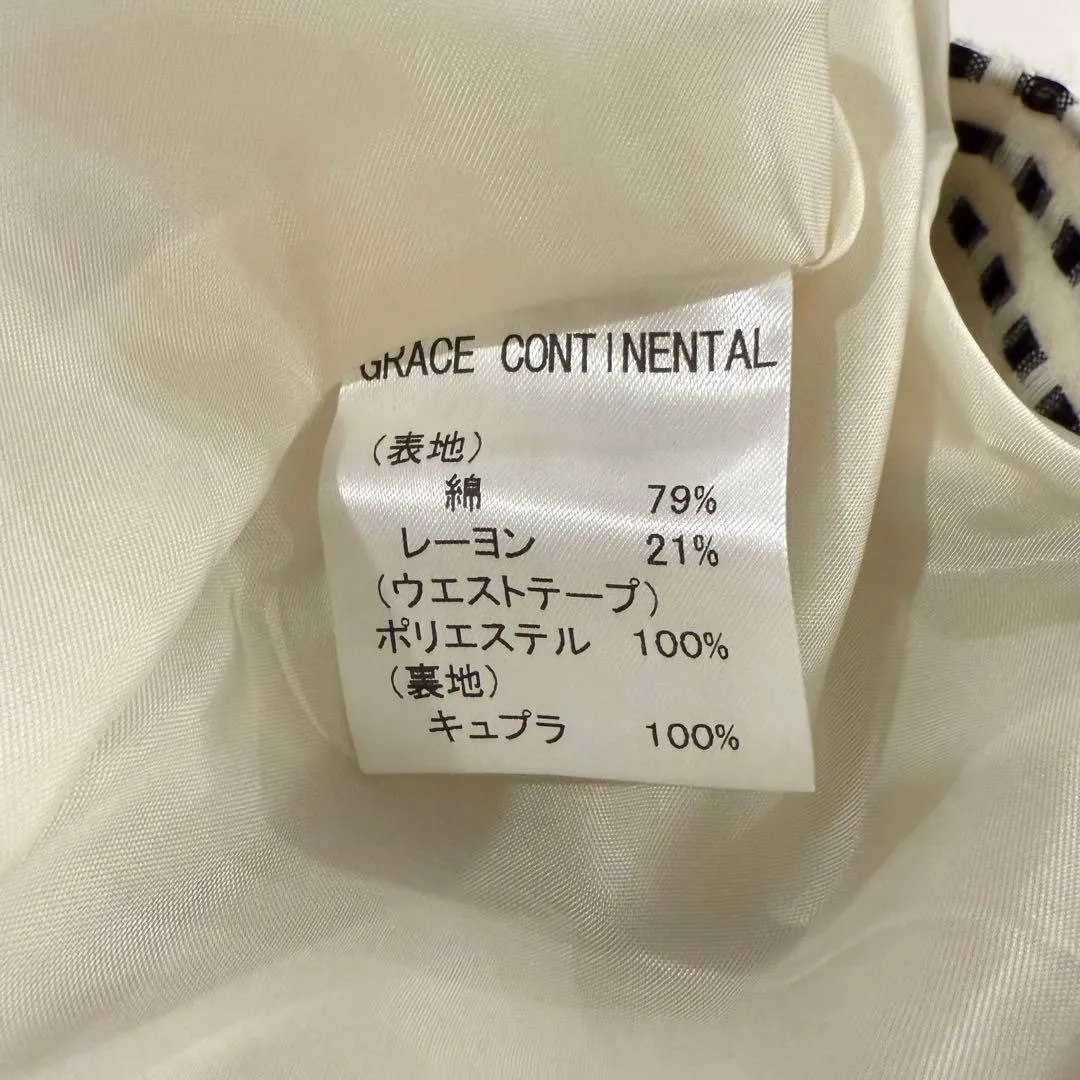 GRACE CONTINENTAL
(表地)
綿 79%
レーヨン 21%
(ウエストテープ)
ポリエステル 100%
(裏地)
キュプラ 100%